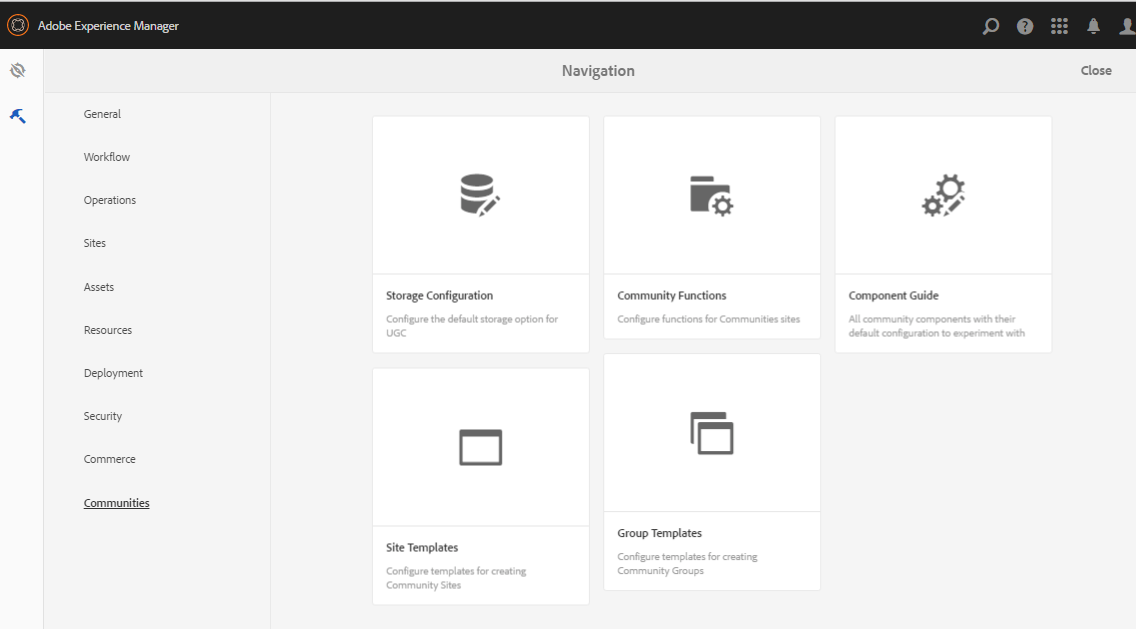 Adobe Experience Manager
Navigation
Close
General
Workflow
Operations
Sites
Assets
Resources
Deployment
Security
Commerce
Communities
Storage Configuration
Configure the default storage option for
UGC
Community Functions
Configure functions for Communities sites
Component Guide
All community components with their
default configuration to experiment with
Site Templates
Configure templates for creating
Community Sites
Group Templates
Configure templates for creating
Community Groups